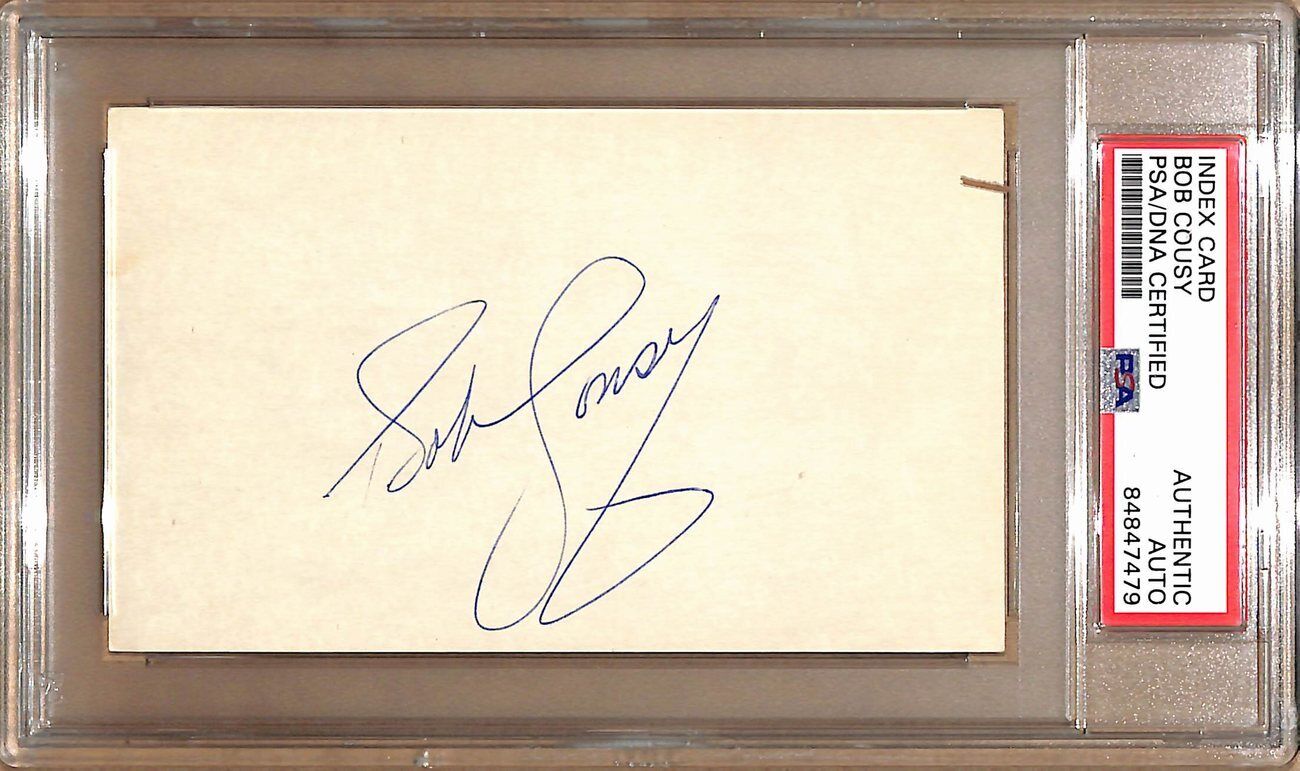 Bob Cousy
INDEX CARD
BOB COUSY
PSA/DNA CERTIFIED
PSA
AUTHENTIC
AUTO
84847479